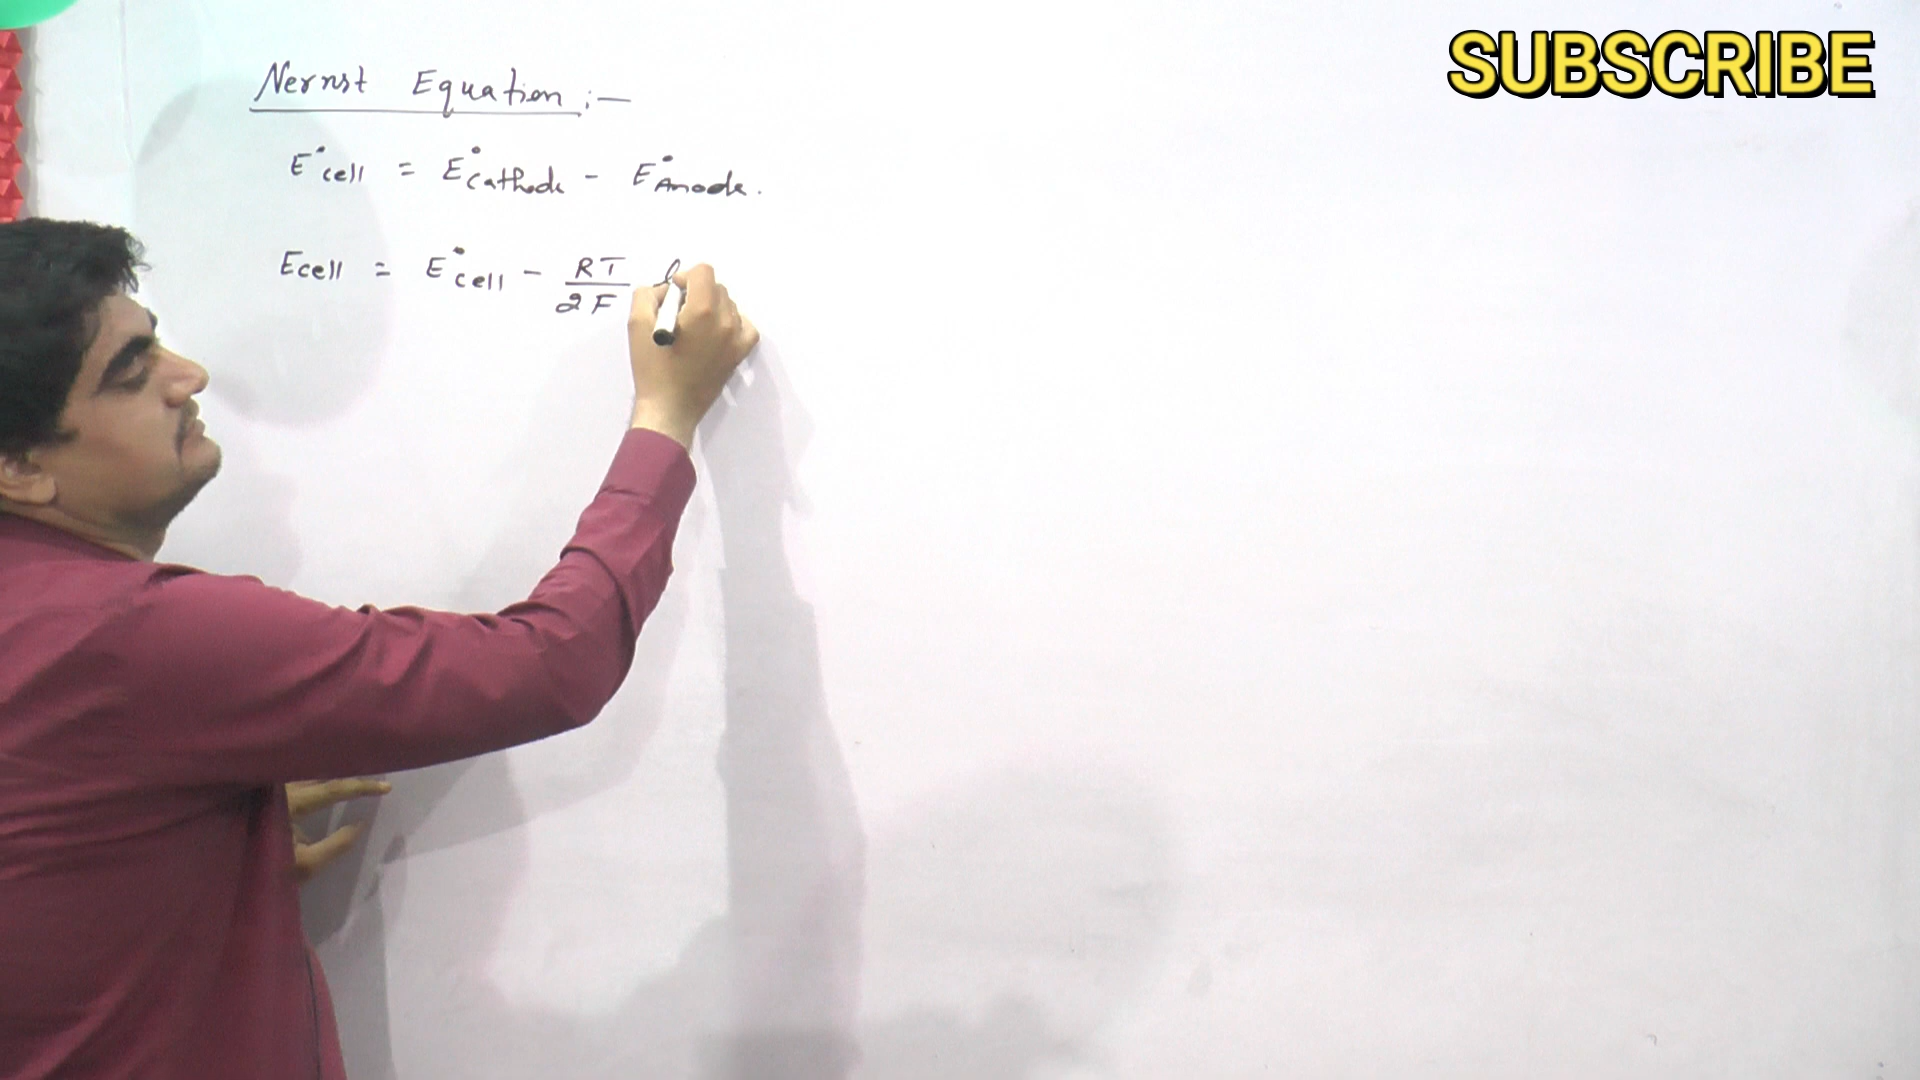 SUBSCRIBE
Nernst Equation :-
E°cell = E°Cathode - E°Anode.
Ecell = E°cell - RT/2F l